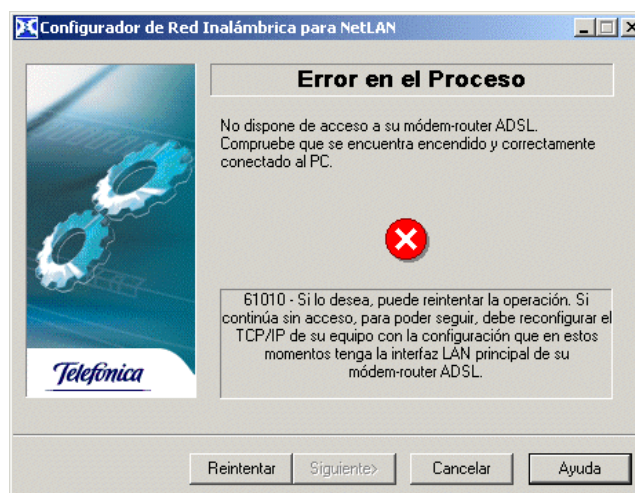 Configurador de Red Inalámbrica para NetLAN
Error en el Proceso
No dispone de acceso a su módem-router ADSL.
Compruebe que se encuentra encendido y correctamente
conectado al PC.
61010 - Si lo desea, puede reintentar la operación. Si
continúa sin acceso, para poder seguir, debe reconfigurar el
TCP/IP de su equipo con la configuración que en estos
momentos tenga la interfaz LAN principal de su
módem-router ADSL.
Telefónica
Reintentar
Siguiente>
Cancelar
Ayuda